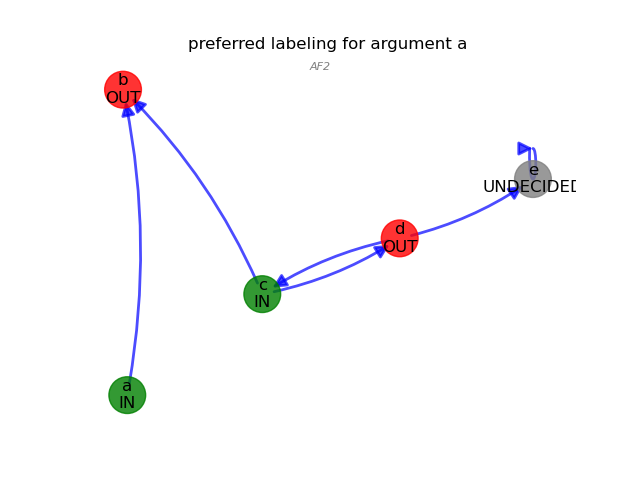 preferred labeling for argument a
AF2
b
OUT
e
UNDECIDED
d
OUT
c
IN
a
IN